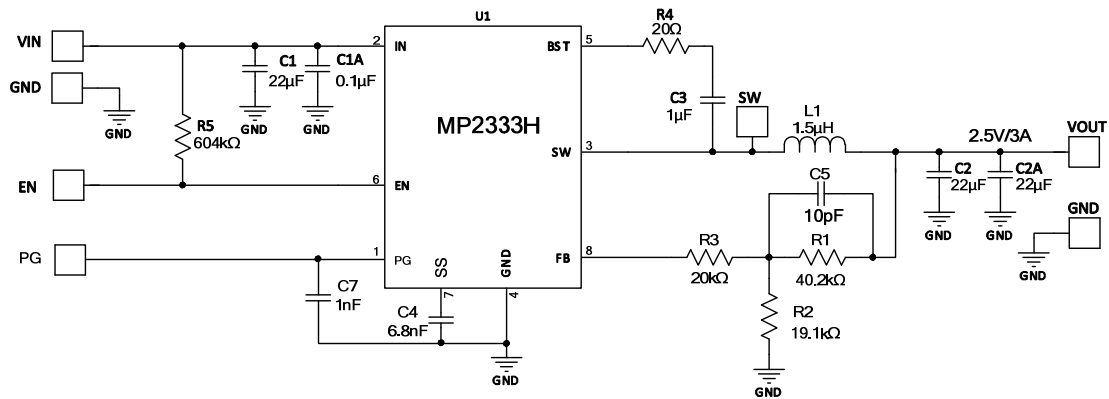 U1
VIN
2
IN
BST
5
R4
20Ω
GND
C1
22μF
C1A
0.1μF
GND
GND
GND
R5
604kΩ
MP2333H
C3
1μF
SW
L1
1.5μH
2.5V/3A
VOUT
SW
3
C2
22μF
C2A
22μF
GND
GND
EN
6
EN
C5
10pF
GND
GND
PG
1
PG
FB
8
R3
20kΩ
R1
40.2kΩ
SS
GND
7
4
C7
1nF
C4
6.8nF
R2
19.1kΩ
GND
GND